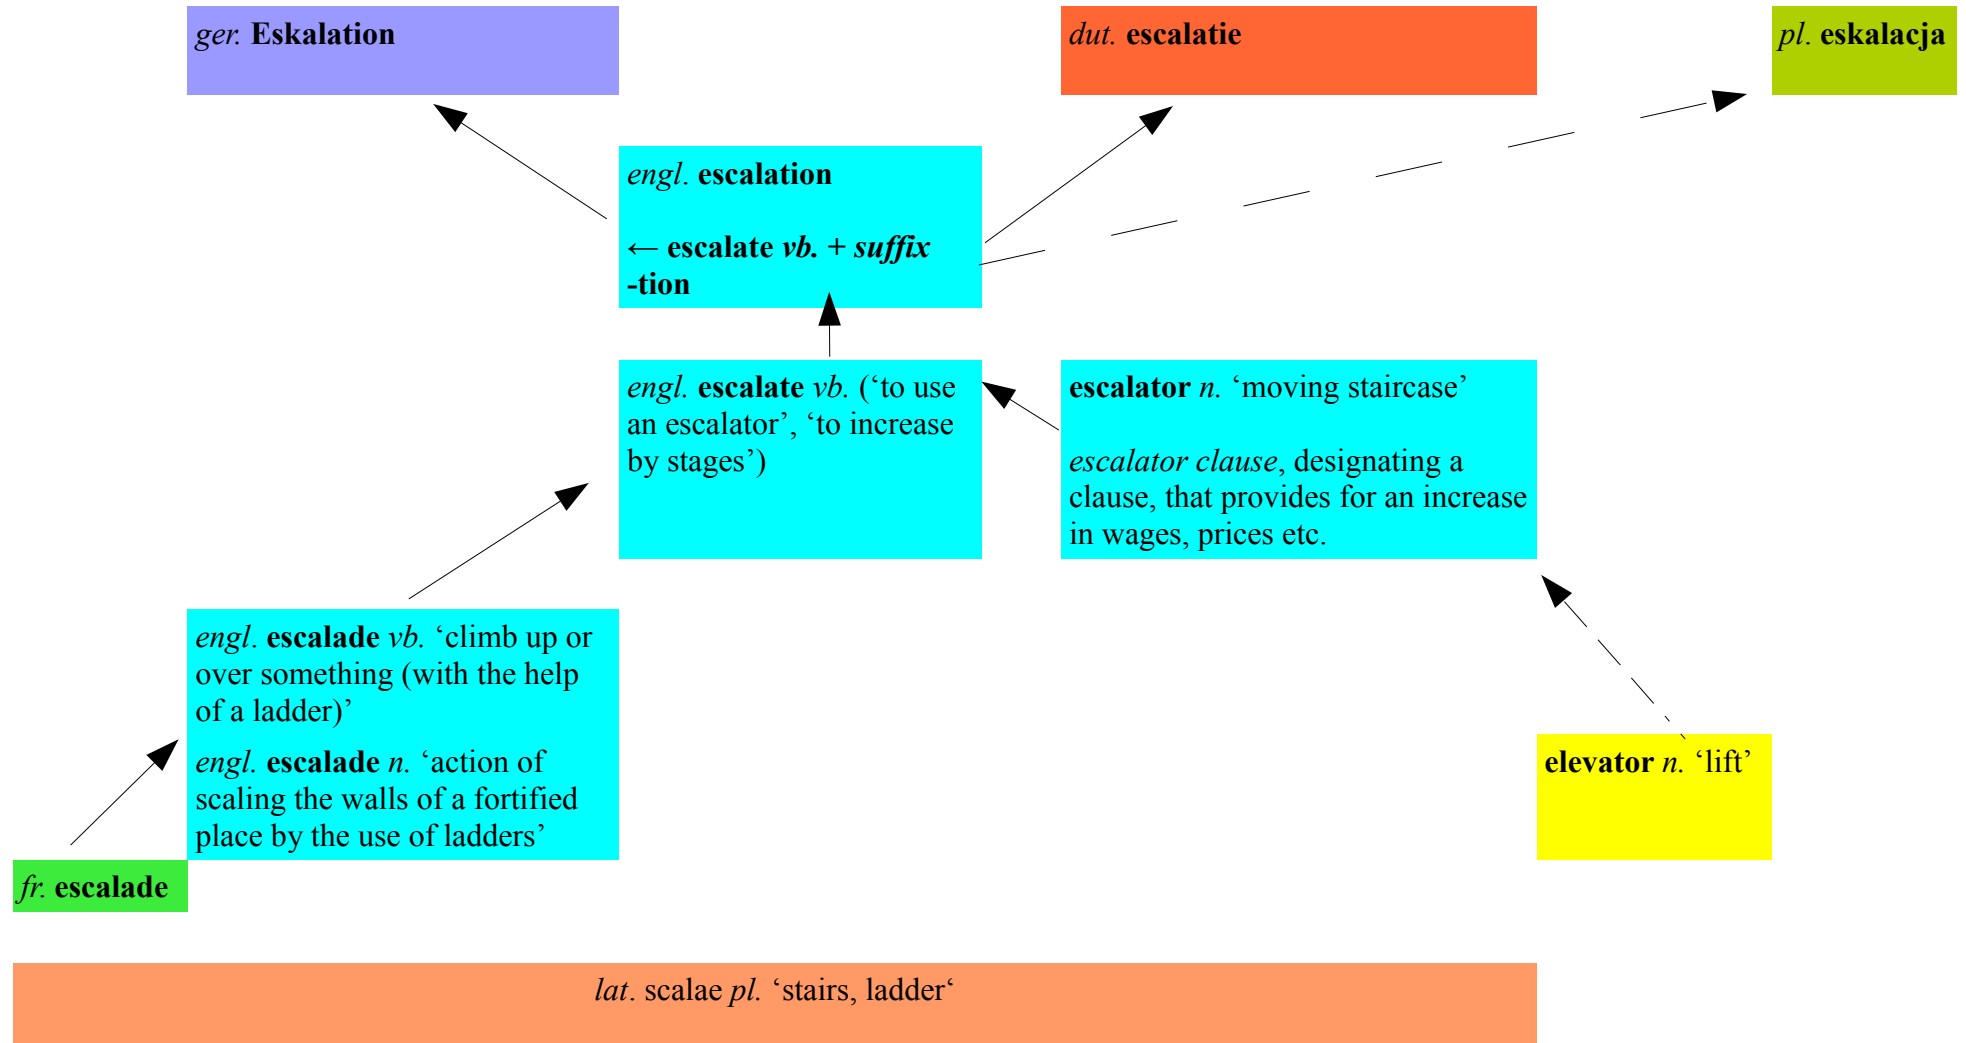 ger. Eskalation
dut. escalatie
pl. eskalacja
engl. escalation
← escalate vb. + suffix
-tion
engl. escalate vb. (‘to use
an escalator’, ‘to increase
by stages’)
escalator n. ‘moving staircase’
escalator clause, designating a
clause, that provides for an increase
in wages, prices etc.
engl. escalade vb. ‘climb up or
over something (with the help
of a ladder)’
engl. escalade n. ‘action of
scaling the walls of a fortified
place by the use of ladders’
elevator n. ‘lift’
fr. escalade
lat. scalae pl. ‘stairs, ladder‘